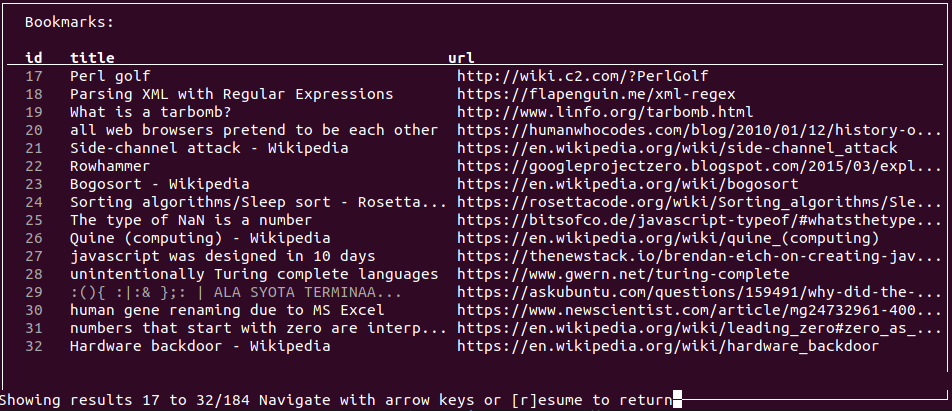 Bookmarks:
id title url
17 Perl golf http://wiki.c2.com/?PerlGolf
18 Parsing XML with Regular Expressions https://flapenguin.me/xml-regex
19 What is a tarbomb? http://www.linfo.org/tarbomb.html
20 all web browsers pretend to be each other https://humanwhocodes.com/blog/2010/01/12/history-o...
21 Side-channel attack - Wikipedia https://en.wikipedia.org/wiki/side-channel_attack
22 Rowhammer https://googleprojectzero.blogspot.com/2015/03/expl...
23 Bogosort - Wikipedia https://en.wikipedia.org/wiki/bogosort
24 Sorting algorithms/Sleep sort - Rosetta... https://rosettacode.org/wiki/Sorting_algorithms/Sle...
25 The type of NaN is a number https://bitsofco.de/javascript-typeof/#whatsthetype...
26 Quine (computing) - Wikipedia https://en.wikipedia.org/wiki/quine_(computing)
27 javascript was designed in 10 days https://thenewstack.io/brendan-eich-on-creating-jav...
28 unintentionally Turing complete languages https://www.gwern.net/turing-complete
29 :(){ :|:& };: | ALA SYOTA TERMINAA... https://askubuntu.com/questions/159491/why-did-the-...
30 human gene renaming due to MS Excel https://www.newscientist.com/article/mg24732961-400...
31 numbers that start with zero are interp... https://en.wikipedia.org/wiki/leading_zero#zero_as_...
32 Hardware backdoor - Wikipedia https://en.wikipedia.org/wiki/hardware_backdoor
Showing results 17 to 32/184 Navigate with arrow keys or [r]esume to return